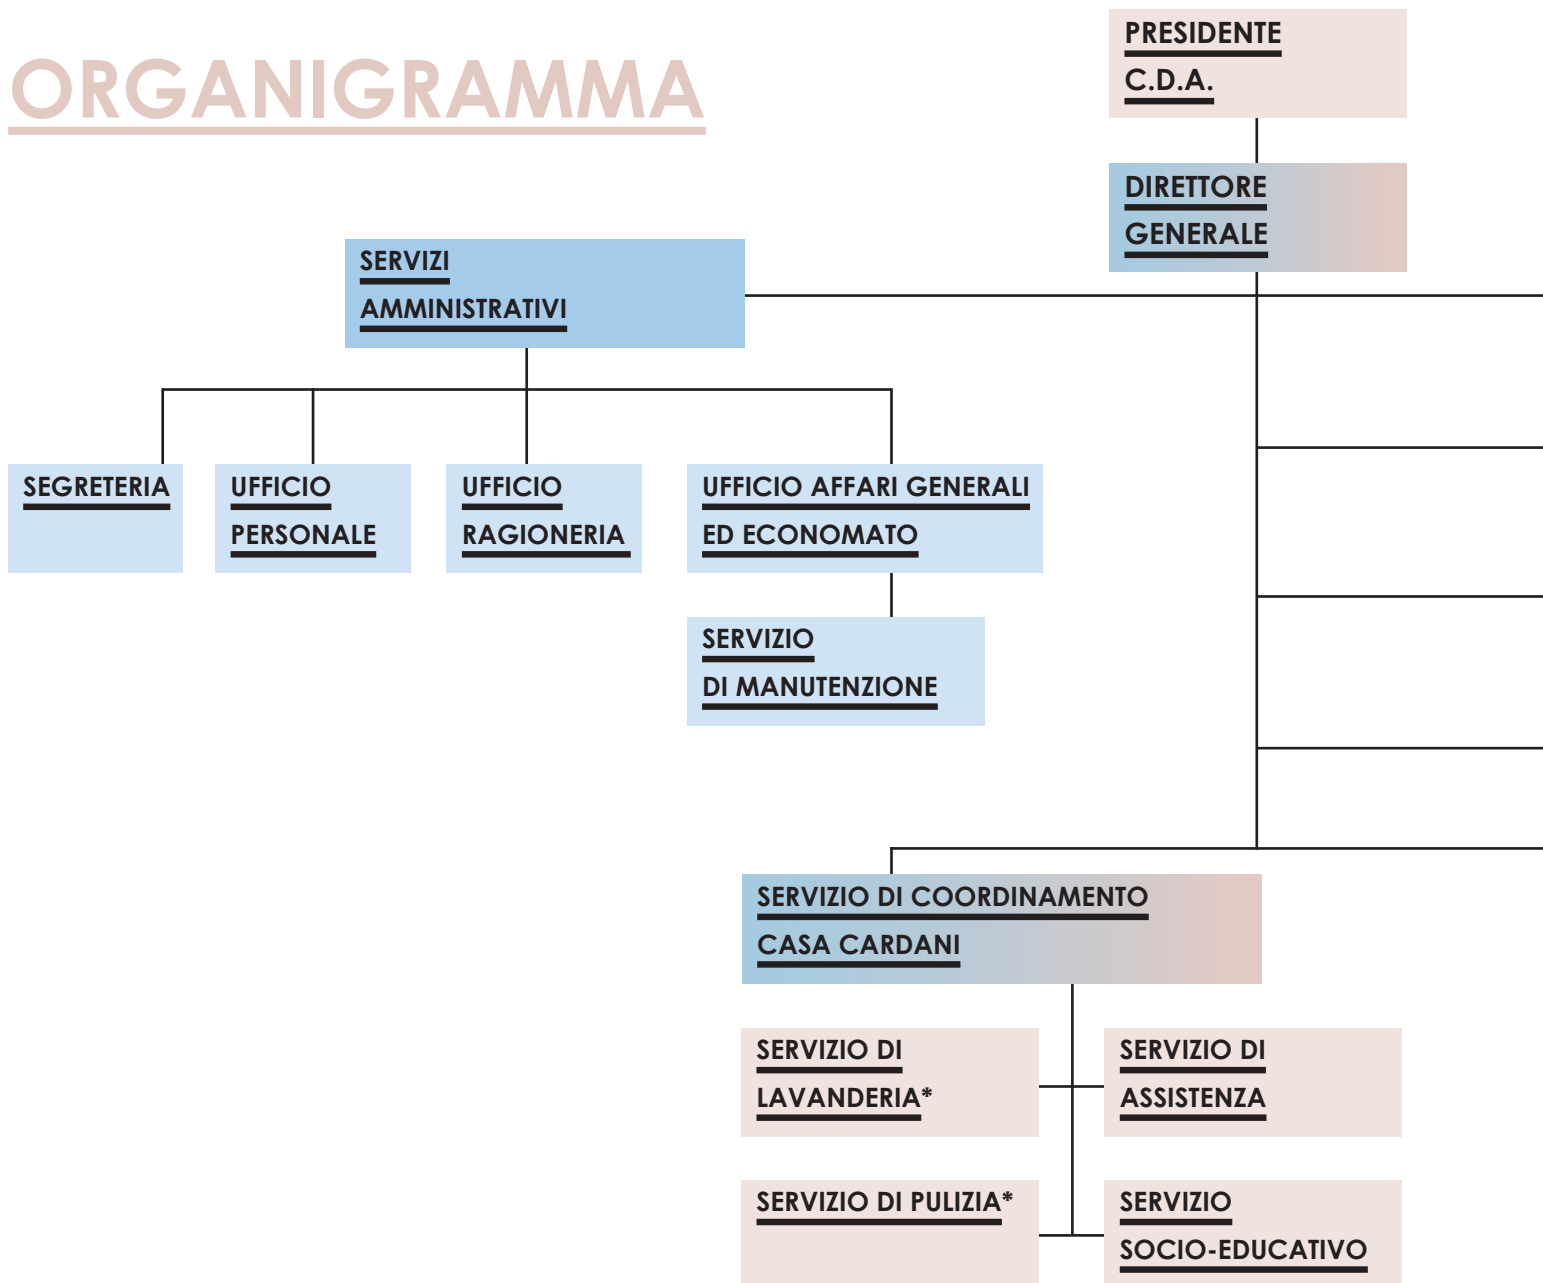 ORGANIGRAMMA
PRESIDENTE
C.D.A.
DIRETTORE
GENERALE
SERVIZI
AMMINISTRATIVI
SEGRETERIA
UFFICIO
PERSONALE
UFFICIO
RAGIONERIA
UFFICIO AFFARI GENERALI
ED ECONOMATO
SERVIZIO
DI MANUTENZIONE
SERVIZIO DI COORDINAMENTO
CASA CARDANI
SERVIZIO DI
LAVANDERIA*
SERVIZIO DI
ASSISTENZA
SERVIZIO DI PULIZIA*
SERVIZIO
SOCIO-EDUCATIVO